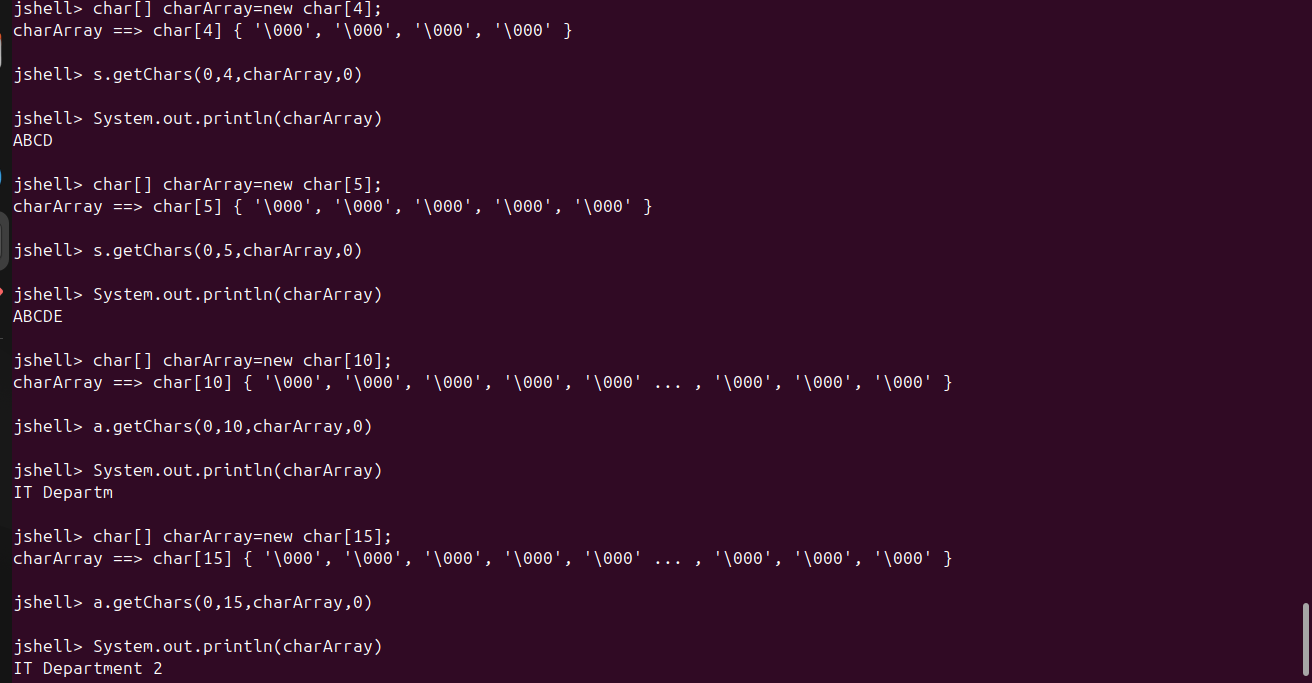 jshell> char[] charArray=new char[4];
charArray ==> char[4] { '\000', '\000', '\000', '\000' }
jshell> s.getChars(0,4,charArray,0)
jshell> System.out.println(charArray)
ABCD
jshell> char[] charArray=new char[5];
charArray ==> char[5] { '\000', '\000', '\000', '\000', '\000' }
jshell> s.getChars(0,5,charArray,0)
jshell> System.out.println(charArray)
ABCDE
jshell> char[] charArray=new char[10];
charArray ==> char[10] { '\000', '\000', '\000', '\000', '\000' ... , '\000', '\000', '\000' }
jshell> a.getChars(0,10,charArray,0)
jshell> System.out.println(charArray)
IT Departm
jshell> char[] charArray=new char[15];
charArray ==> char[15] { '\000', '\000', '\000', '\000', '\000' ... , '\000', '\000', '\000' }
jshell> a.getChars(0,15,charArray,0)
jshell> System.out.println(charArray)
IT Department 2